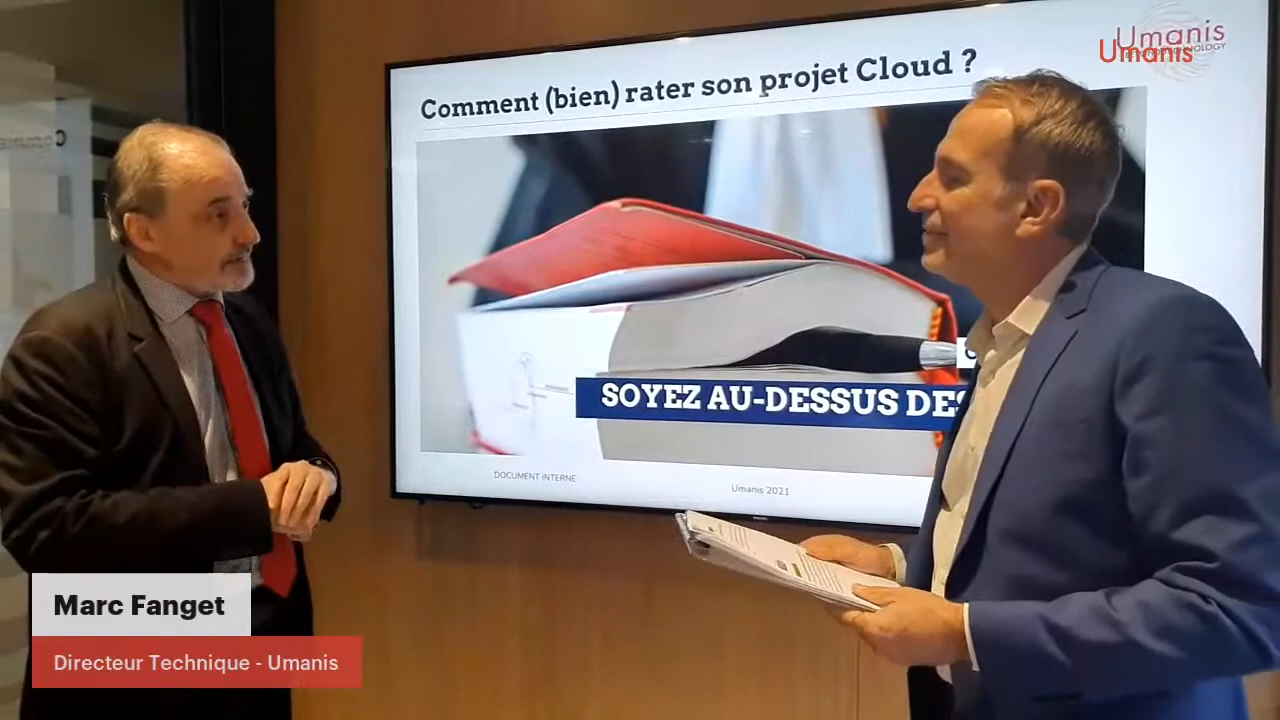 Comment (bien) rater son projet Cloud ?
Umanis
Umanis
SOYEZ AU-DESSUS DES
DOCUMENT INTERNE
Umanis 2021
Marc Fanget
Directeur Technique - Umanis